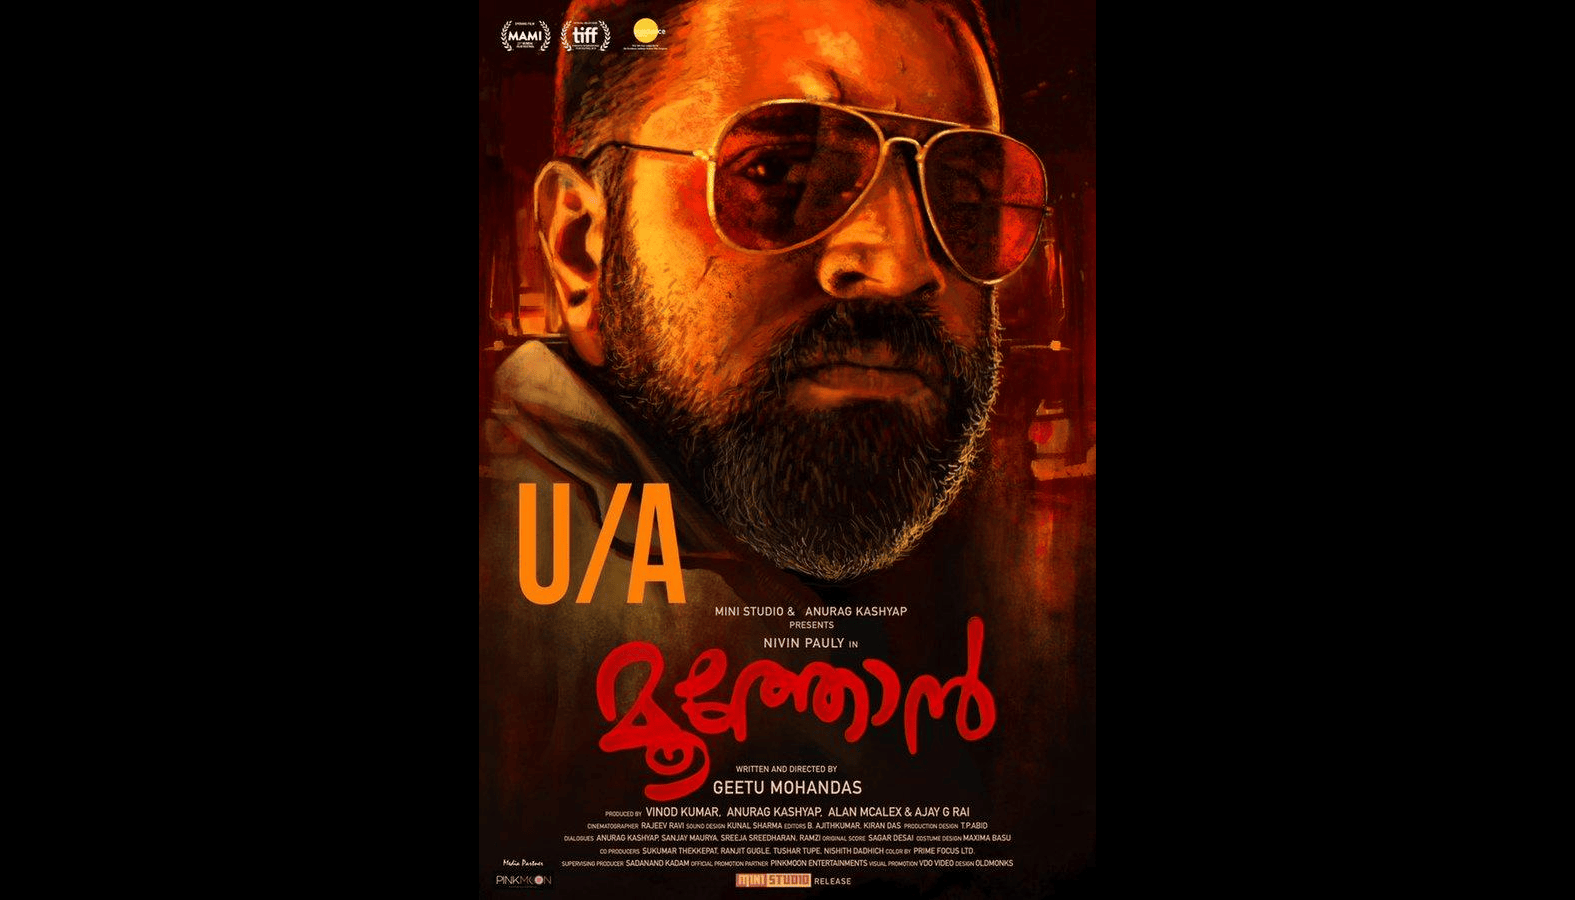 MAMI
tiff
sundance
U/A
MINI STUDIO & ANURAG KASHYAP
PRESENTS
NIVIN PAULY IN
മൂത്തോൻ
WRITTEN AND DIRECTED BY
GEETU MOHANDAS
PRODUCED BY VINOD KUMAR, ANURAG KASHYAP, ALAN MCALEX & AJAY G RAI
CINEMATOGRAPHER RAJEEV RAVI SOUND DESIGN KUNAL SHARMA EDITORS B. AJITHKUMAR, KIRAN DAS PRODUCTION DESIGN T.P.ABID
DIALOGUES ANURAG KASHYAP, SANJAY MAURYA, SREEJA SREEDHARAN, RAMZI ORIGINAL SCORE SAGAR DESAI COSTUME DESIGN MAXIMA BASU
CO PRODUCERS SUKUMAR THEKKEPAT, RANJIT GUGLE, TUSHAR TUPE, NISHITH DADHICH COLOR BY PRIME FOCUS LTD.
SUPERVISING PRODUCER SADANAND KADAM OFFICIAL PROMOTION PARTNER PINKMOON ENTERTAINMENTS VISUAL PROMOTION VDO VIDEO DESIGN OLDMONKS
Media Partner
PINKMOON
MINI STUDIO RELEASE